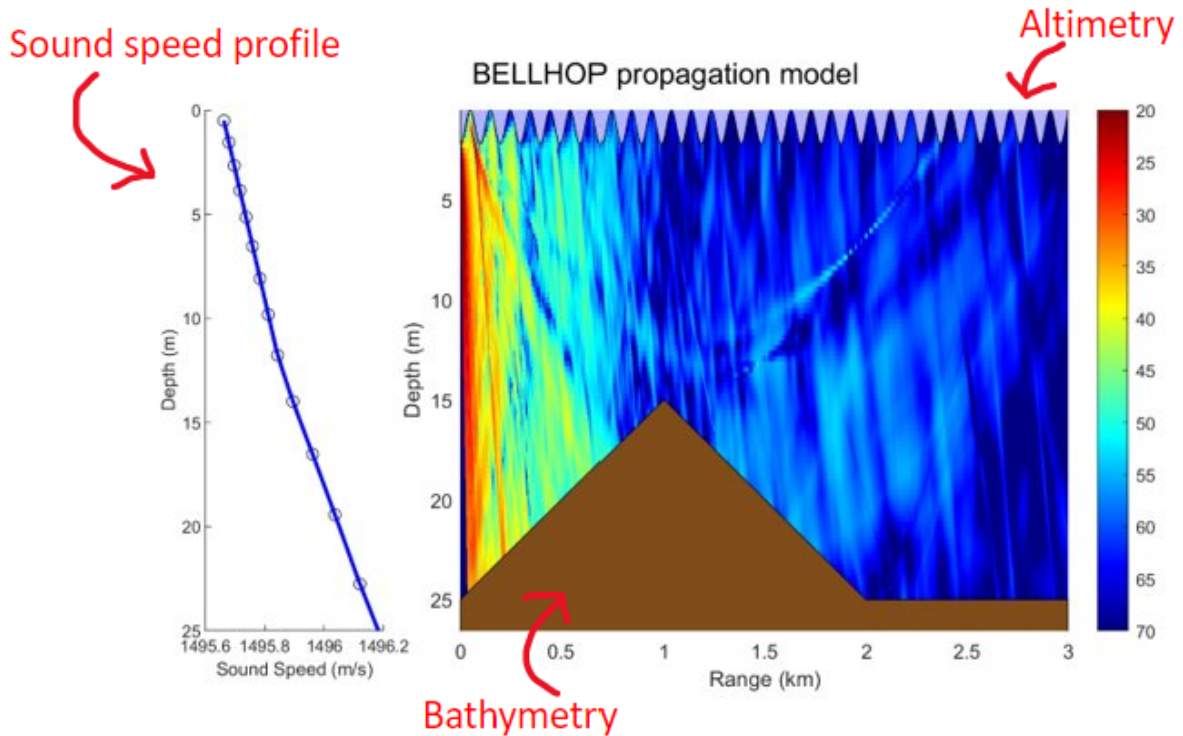 Altimetry
Sound speed profile
BELLHOP propagation model
0
5
10
15
20
25
Depth (m)
1495.6 1495.8 1496 1496.2
Sound Speed (m/s)
5
10
15
20
25
Depth (m)
0 0.5 1 1.5 2 2.5 3
Range (km)
20
25
30
35
40
45
50
55
60
65
70
Bathymetry